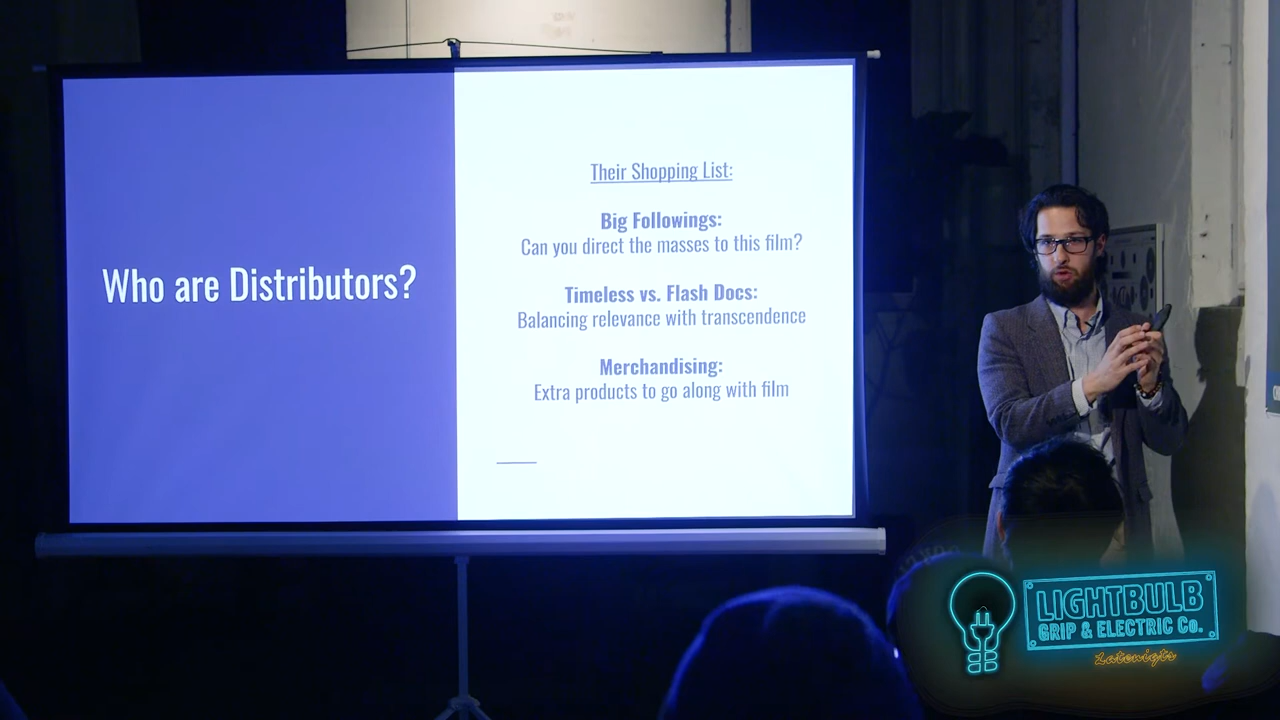 Who are Distributors?
Their Shopping List:
Big Followings:
Can you direct the masses to this film?
Timeless vs. Flash Docs:
Balancing relevance with transcendence
Merchandising:
Extra products to go along with film
LIGHTBULB
GRIP & ELECTRIC Co.